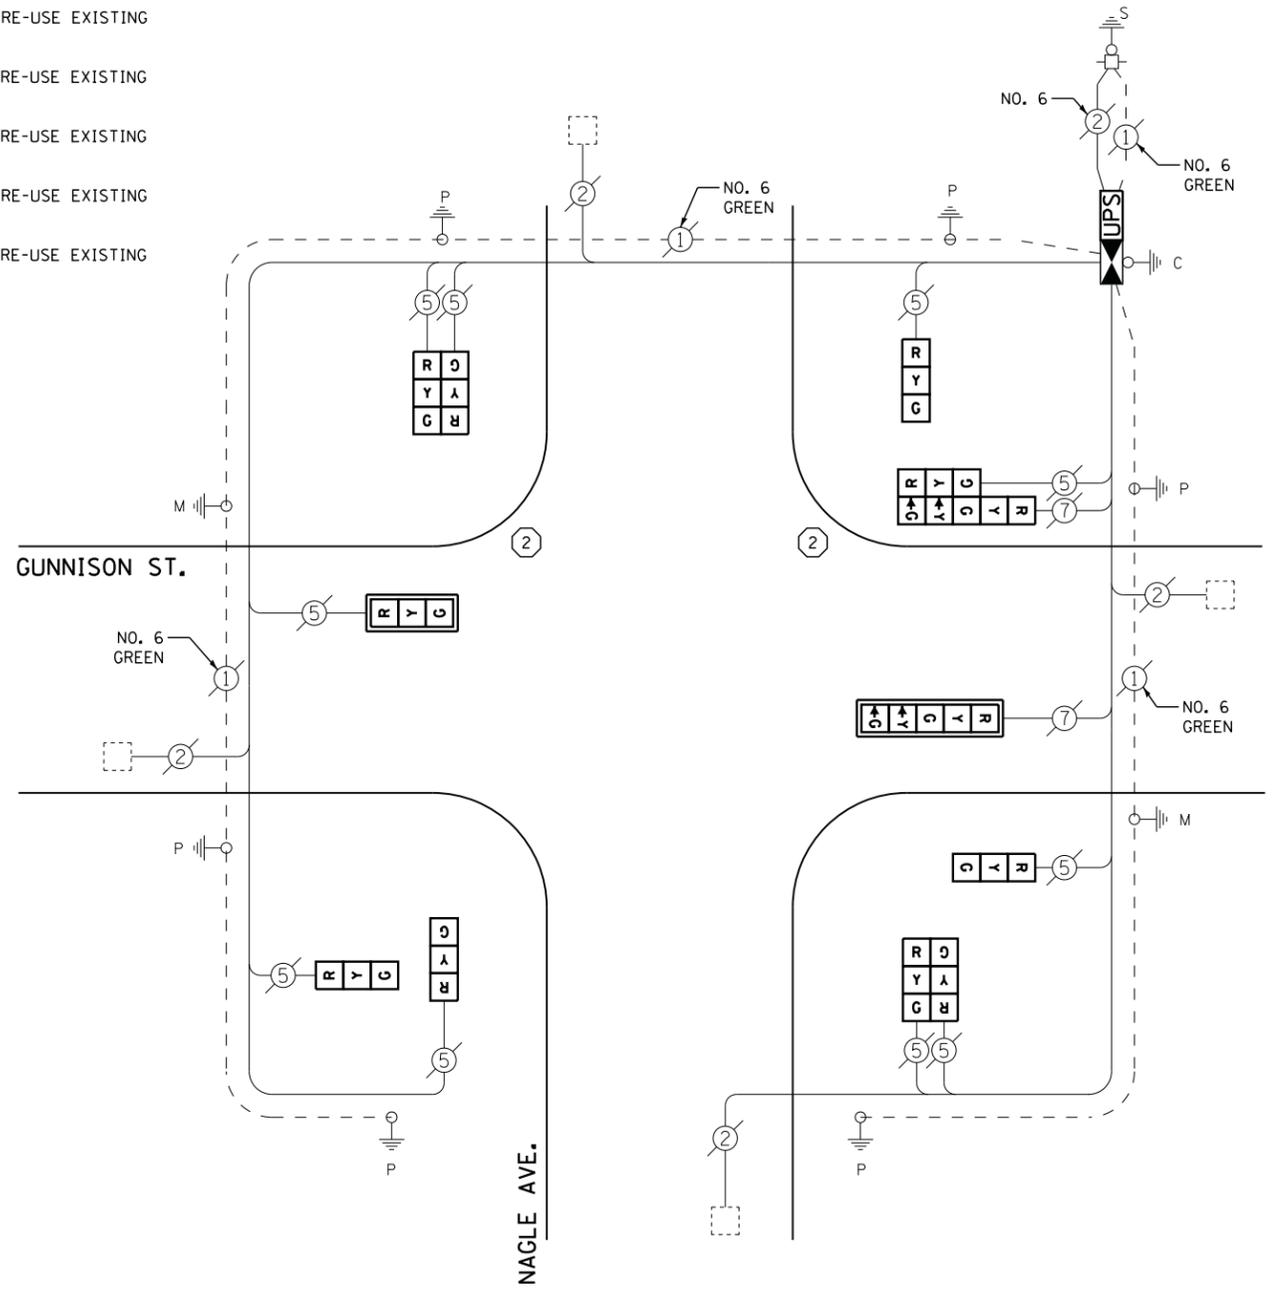 RE-USE EXISTING
S
RE-USE EXISTING
NO. 6
2
1
RE-USE EXISTING
NO. 6
GREEN
RE-USE EXISTING
2
P
NO. 6
GREEN
P
UPS
1
RE-USE EXISTING
C
5
5
5
R
Y
G
G
Y
R
R
Y
G
R Y G
5
G Y G Y R
7
P
M
2
2
GUNNISON ST.
2
5
R Y G
NO. 6
GREEN
1
1
NO. 6
GREEN
G Y G Y R
7
2
M
P
G Y R
5
G
Y
R
5
R Y G
R
Y
G
G
Y
R
5
5
5
2
P
P
NAGLE AVE.